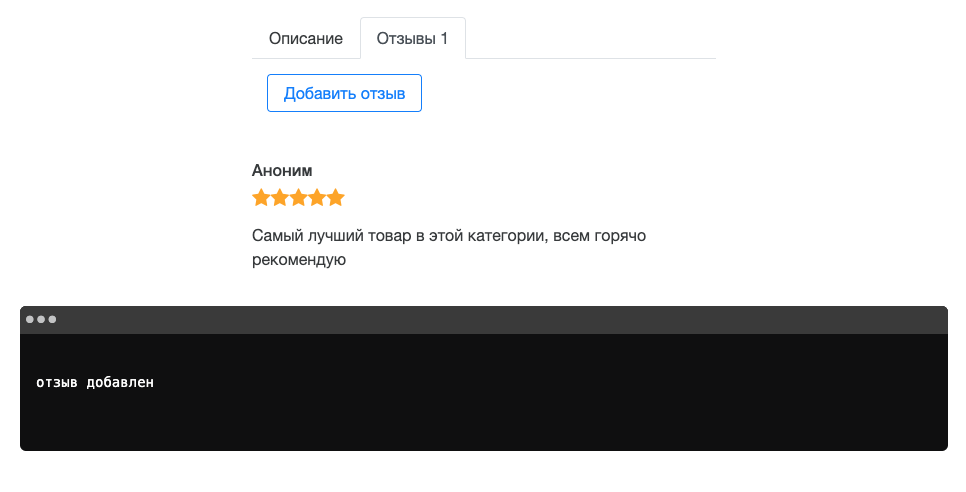 Описание
Отзывы 1
Добавить отзыв
Аноним
Самый лучший товар в этой категории, всем горячо
рекомендую
отзыв добавлен